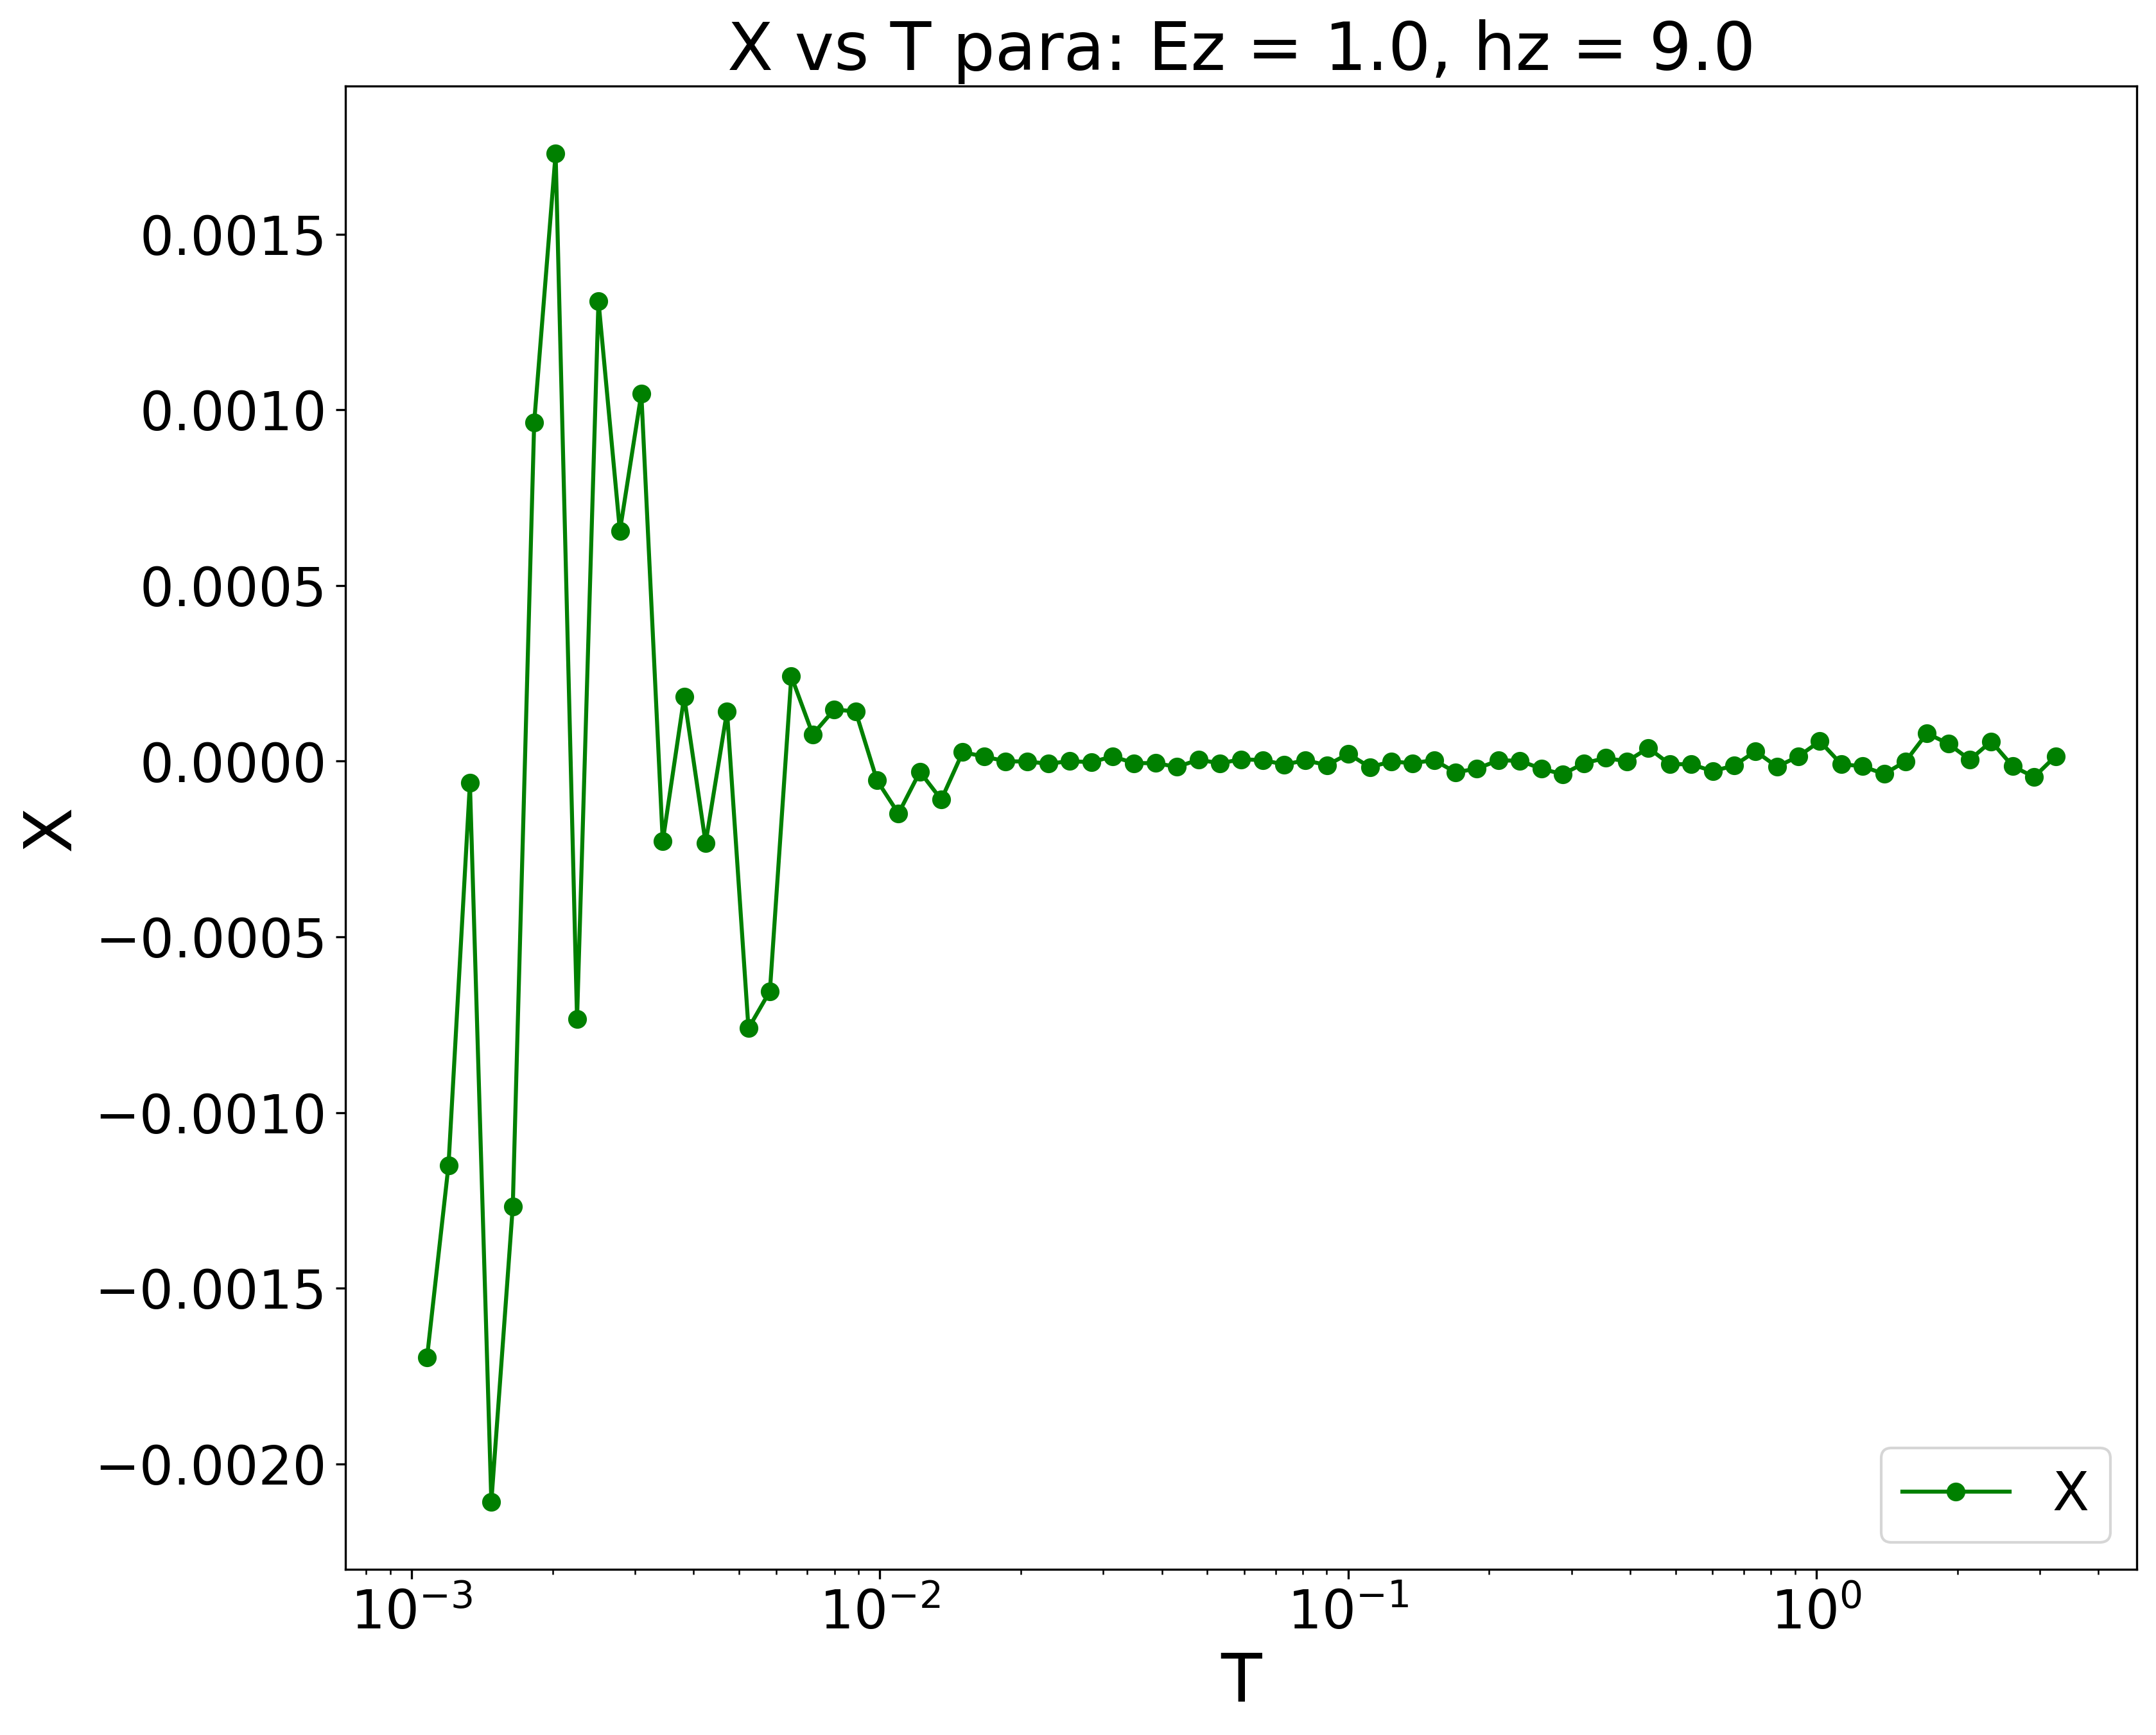 X vs T para: Ez = 1.0, hz = 9.0
0.0015
0.0010
0.0005
0.0000
−0.0005
−0.0010
−0.0015
−0.0020
X
X
10⁻³ 10⁻² 10⁻¹ 10⁰
T